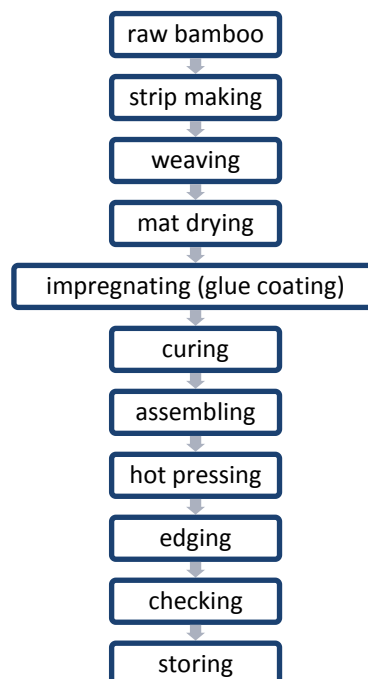 raw bamboo
strip making
weaving
mat drying
impregnating (glue coating)
curing
assembling
hot pressing
edging
checking
storing